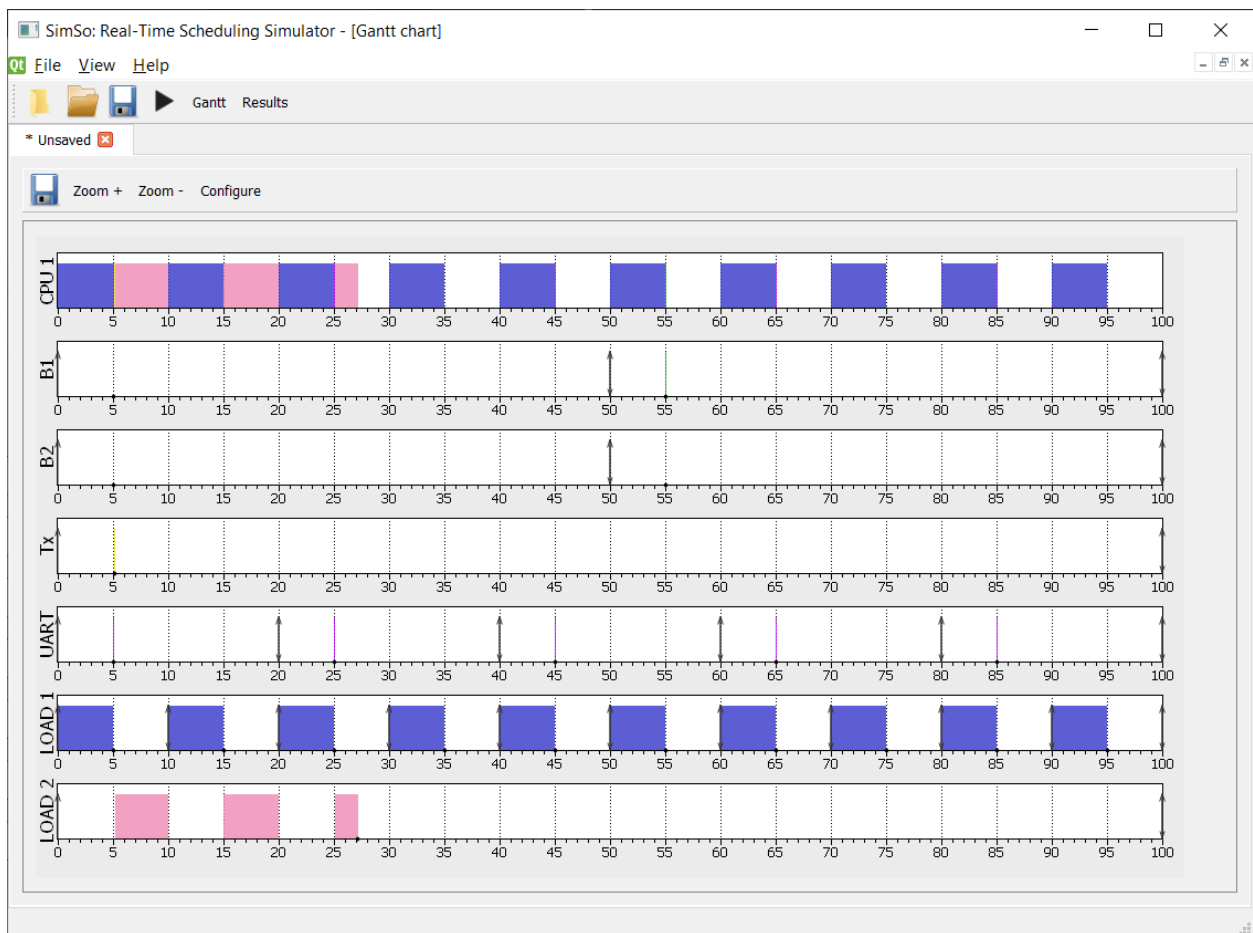 SimSo: Real-Time Scheduling Simulator - [Gantt chart]
Qt File View Help
Gantt Results
* Unsaved
Zoom + Zoom - Configure
CPU 1
0 5 10 15 20 25 30 35 40 45 50 55 60 65 70 75 80 85 90 95 100
B1
0 5 10 15 20 25 30 35 40 45 50 55 60 65 70 75 80 85 90 95 100
B2
0 5 10 15 20 25 30 35 40 45 50 55 60 65 70 75 80 85 90 95 100
Tx
0 5 10 15 20 25 30 35 40 45 50 55 60 65 70 75 80 85 90 95 100
UART
0 5 10 15 20 25 30 35 40 45 50 55 60 65 70 75 80 85 90 95 100
LOAD 1
0 5 10 15 20 25 30 35 40 45 50 55 60 65 70 75 80 85 90 95 100
LOAD 2
0 5 10 15 20 25 30 35 40 45 50 55 60 65 70 75 80 85 90 95 100